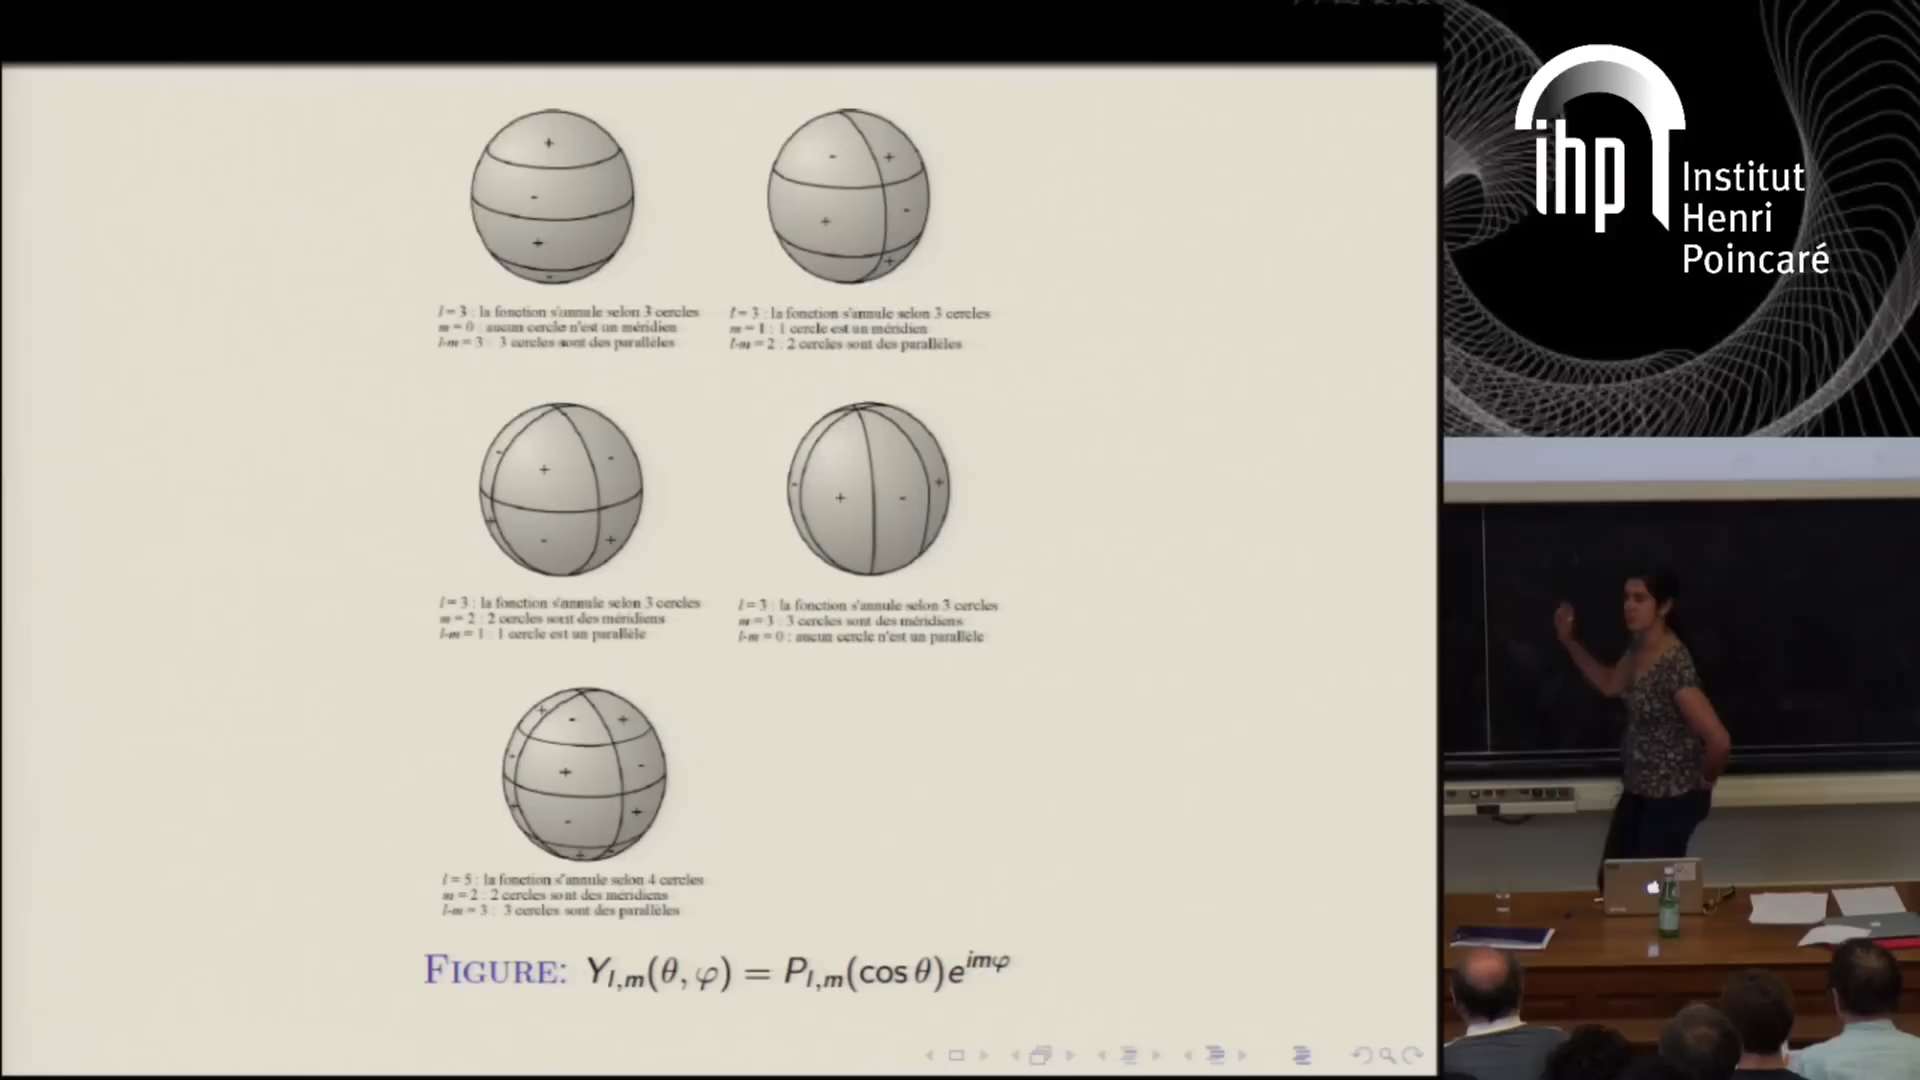 l = 3 : la fonction s'annule selon 3 cercles
m = 0 : aucun cercle n'est un méridien
l-m = 3 : 3 cercles sont des parallèles
l = 3 : la fonction s'annule selon 3 cercles
m = 1 : 1 cercle est un méridien
l-m = 2 : 2 cercles sont des parallèles
l = 3 : la fonction s'annule selon 3 cercles
m = 2 : 2 cercles sont des méridiens
l-m = 1 : 1 cercle est un parallèle
l = 3 : la fonction s'annule selon 3 cercles
m = 3 : 3 cercles sont des méridiens
l-m = 0 : aucun cercle n'est un parallèle
l = 5 : la fonction s'annule selon 4 cercles
m = 2 : 2 cercles sont des méridiens
l-m = 3 : 3 cercles sont des parallèles
FIGURE: Y_{l,m}(θ, φ) = P_{l,m}(cos θ)e^{imφ}
ihp
Institut
Henri
Poincaré